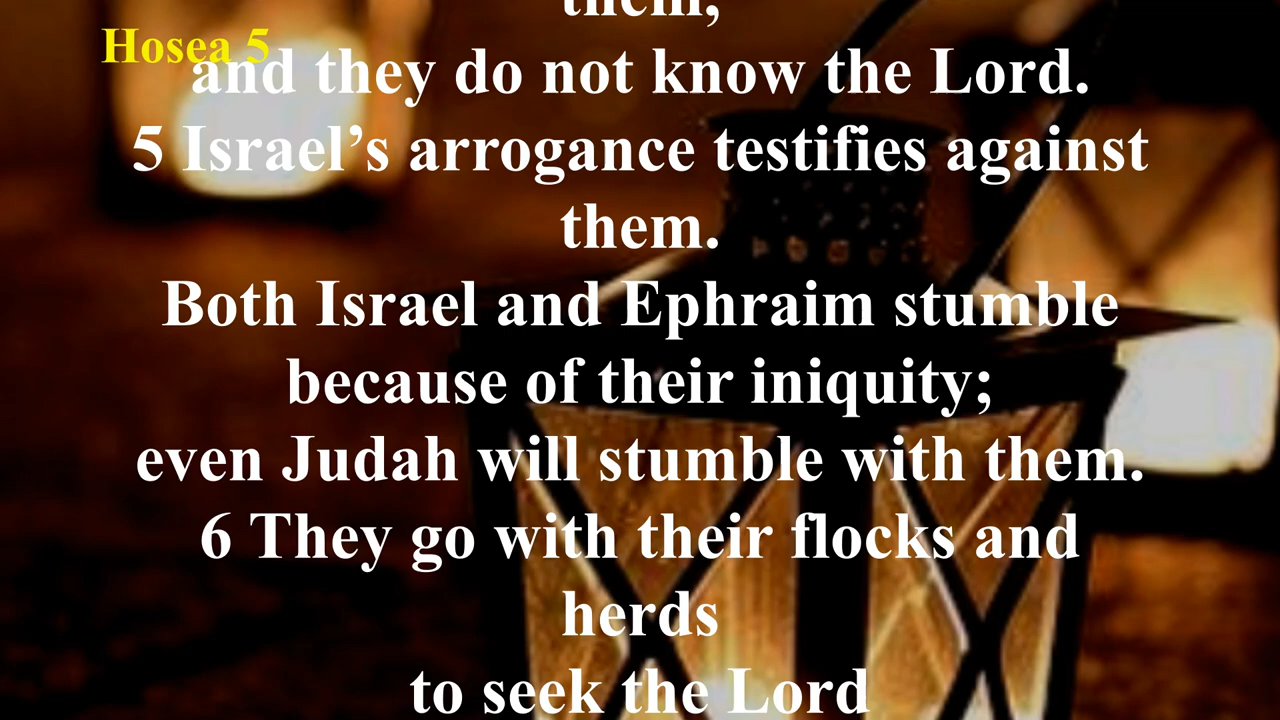 them;
Hosea 5
and they do not know the Lord.
5 Israel’s arrogance testifies against
them.
Both Israel and Ephraim stumble
because of their iniquity;
even Judah will stumble with them.
6 They go with their flocks and
herds
to seek the Lord